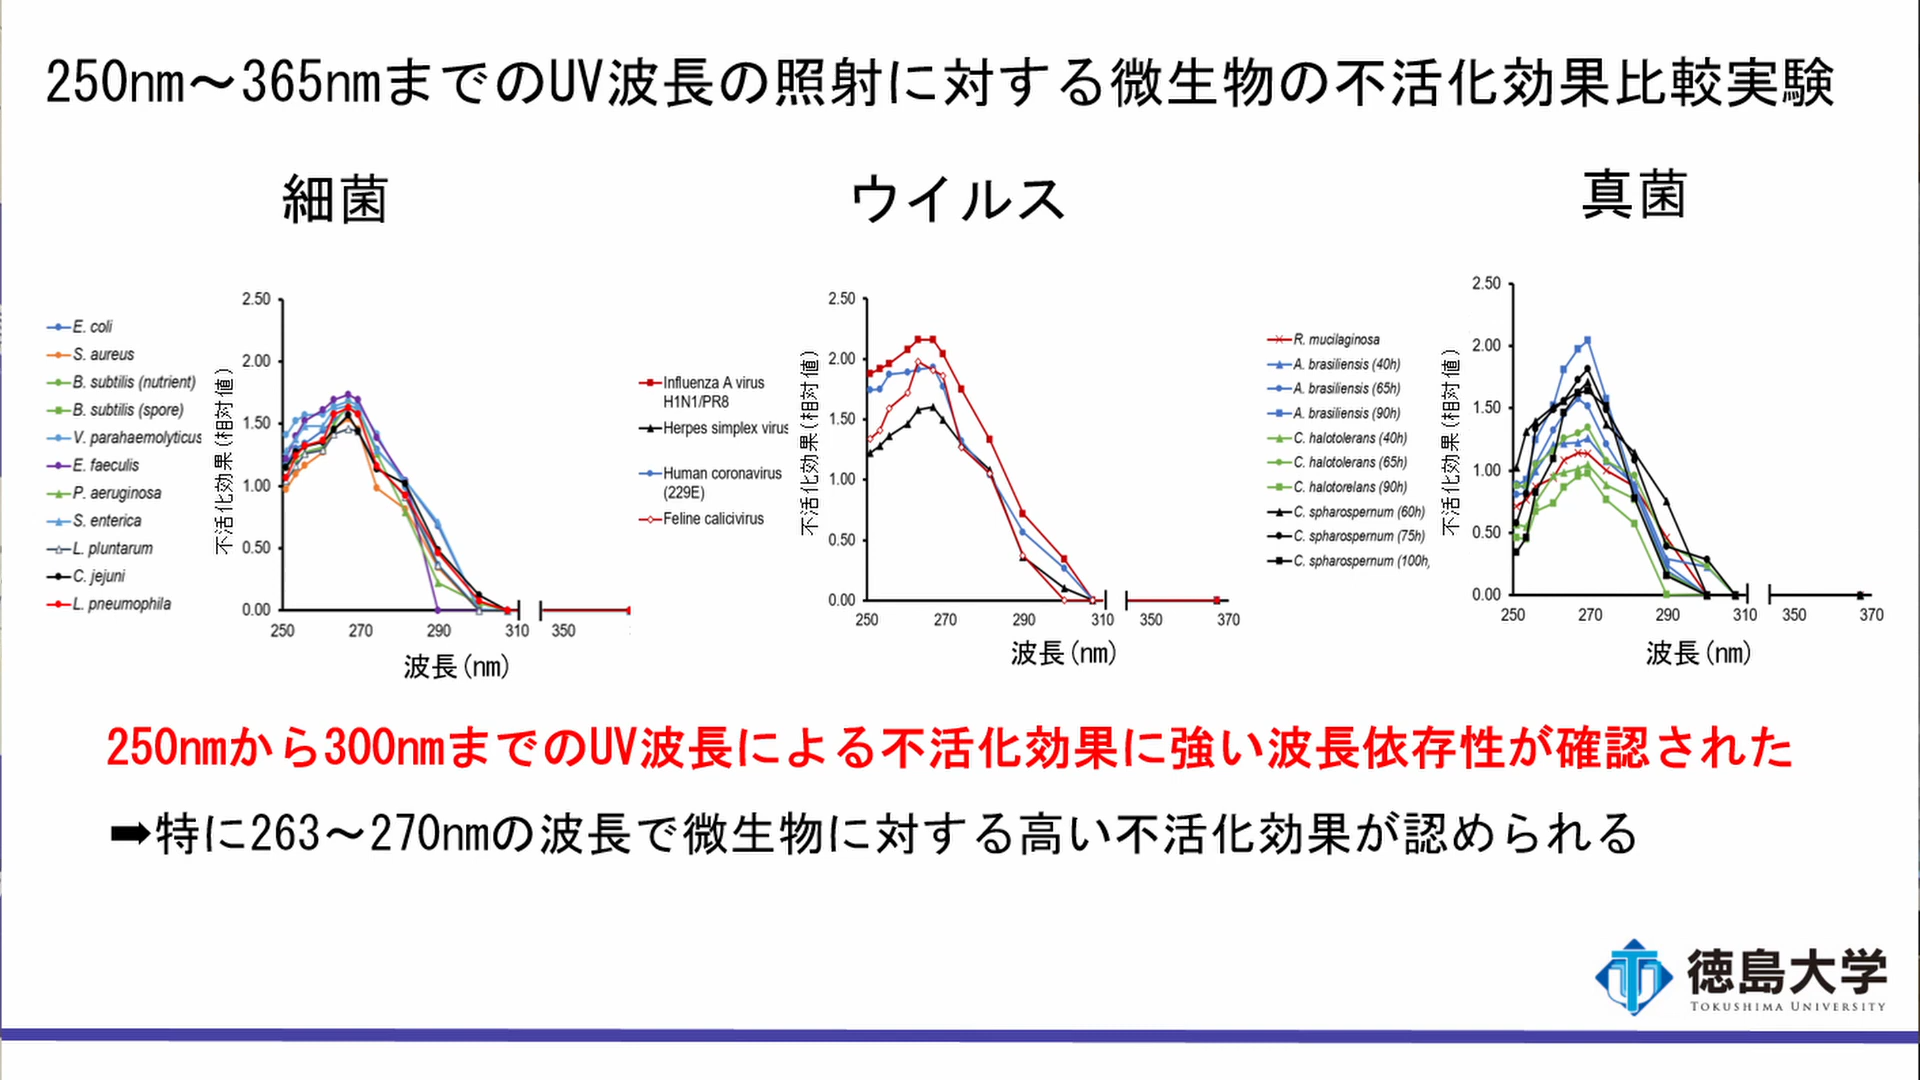 250nm～365nmまでのUV波長の照射に対する微生物の不活化効果比較実験
細菌
ウイルス
真菌
E. coli
S. aureus
B. subtilis (nutrient)
B. subtilis (spore)
V. parahaemolyticus
E. faeculis
P. aeruginosa
S. enterica
L. pluntarum
C. jejuni
L. pneumophila
不活化効果(相対値)
2.50
2.00
1.50
1.00
0.50
0.00
250
270
290
310
350
波長(nm)
Influenza A virus
H1N1/PR8
Herpes simplex virus
Human coronavirus
(229E)
Feline calicivirus
不活化効果(相対値)
2.50
2.00
1.50
1.00
0.50
0.00
250
270
290
310
350
370
波長(nm)
R. mucilaginosa
A. brasiliensis (40h)
A. brasiliensis (65h)
A. brasiliensis (90h)
C. halotolerans (40h)
C. halotolerans (65h)
C. halotorelans (90h)
C. spharospernum (60h)
C. spharospernum (75h)
C. spharospernum (100h)
不活化効果(相対値)
2.50
2.00
1.50
1.00
0.50
0.00
250
270
290
310
350
370
波長(nm)
250nmから300nmまでのUV波長による不活化効果に強い波長依存性が確認された
➡特に263～270nmの波長で微生物に対する高い不活化効果が認められる
徳島大学
TOKUSHIMA UNIVERSITY